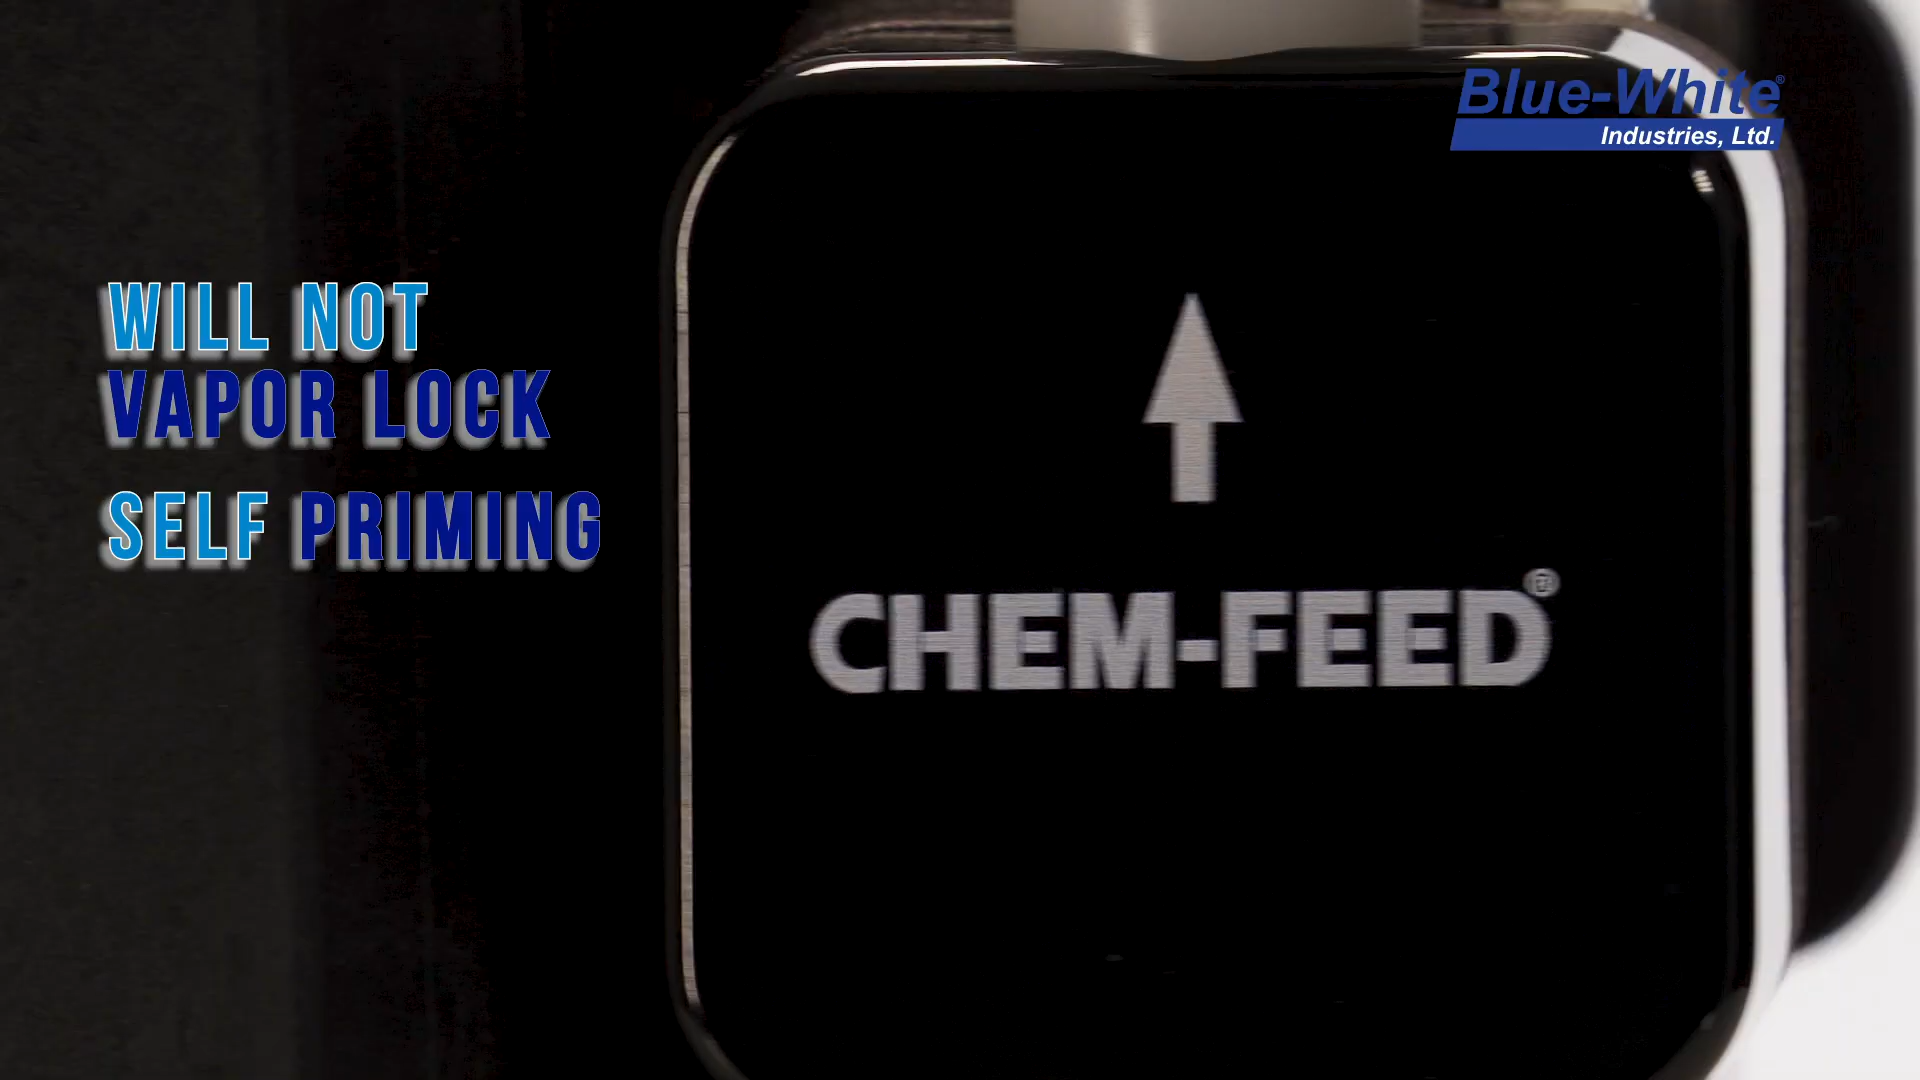 Blue-White®
Industries, Ltd.
WILL NOT
VAPOR LOCK
SELF PRIMING
CHEM-FEED®